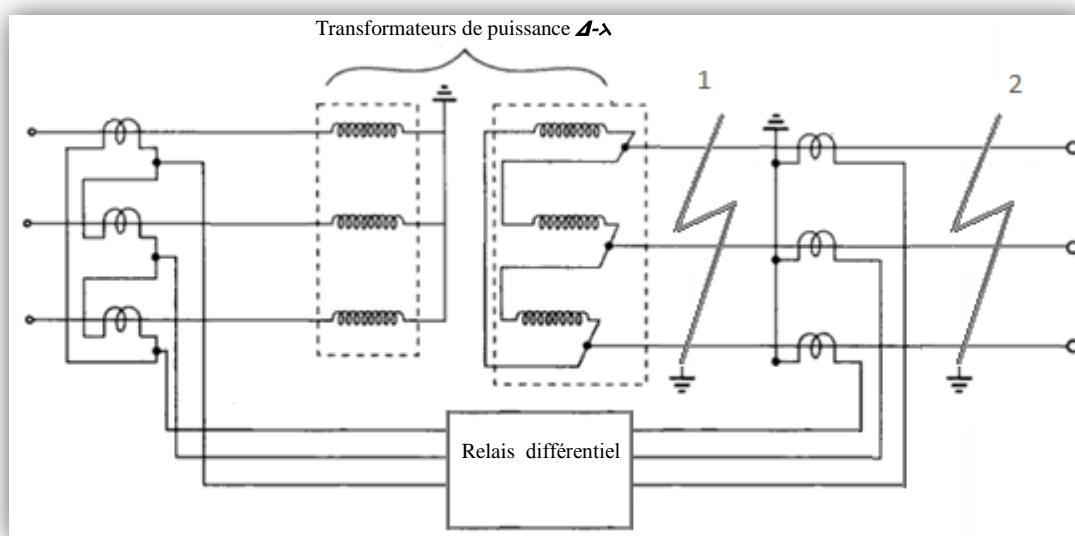 Transformateurs de puissance Δ-⅄
1
2
Relais différentiel